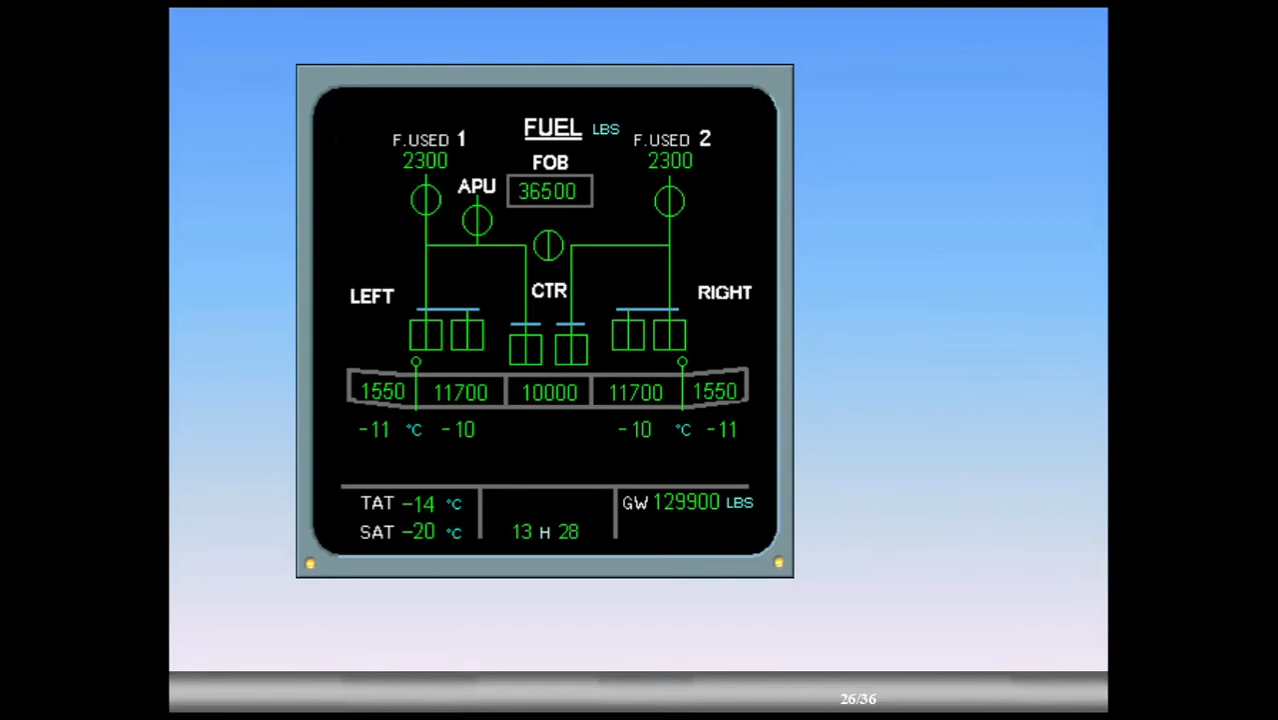 FUEL LBS
F.USED 1
F.USED 2
2300
FOB
2300
APU
36500
LEFT
CTR
RIGHT
1550 11700 10000 11700 1550
-11 °C -10 -10 °C -11
TAT -14 °C
GW 129900 LBS
SAT -20 °C
13 H 28
26/36